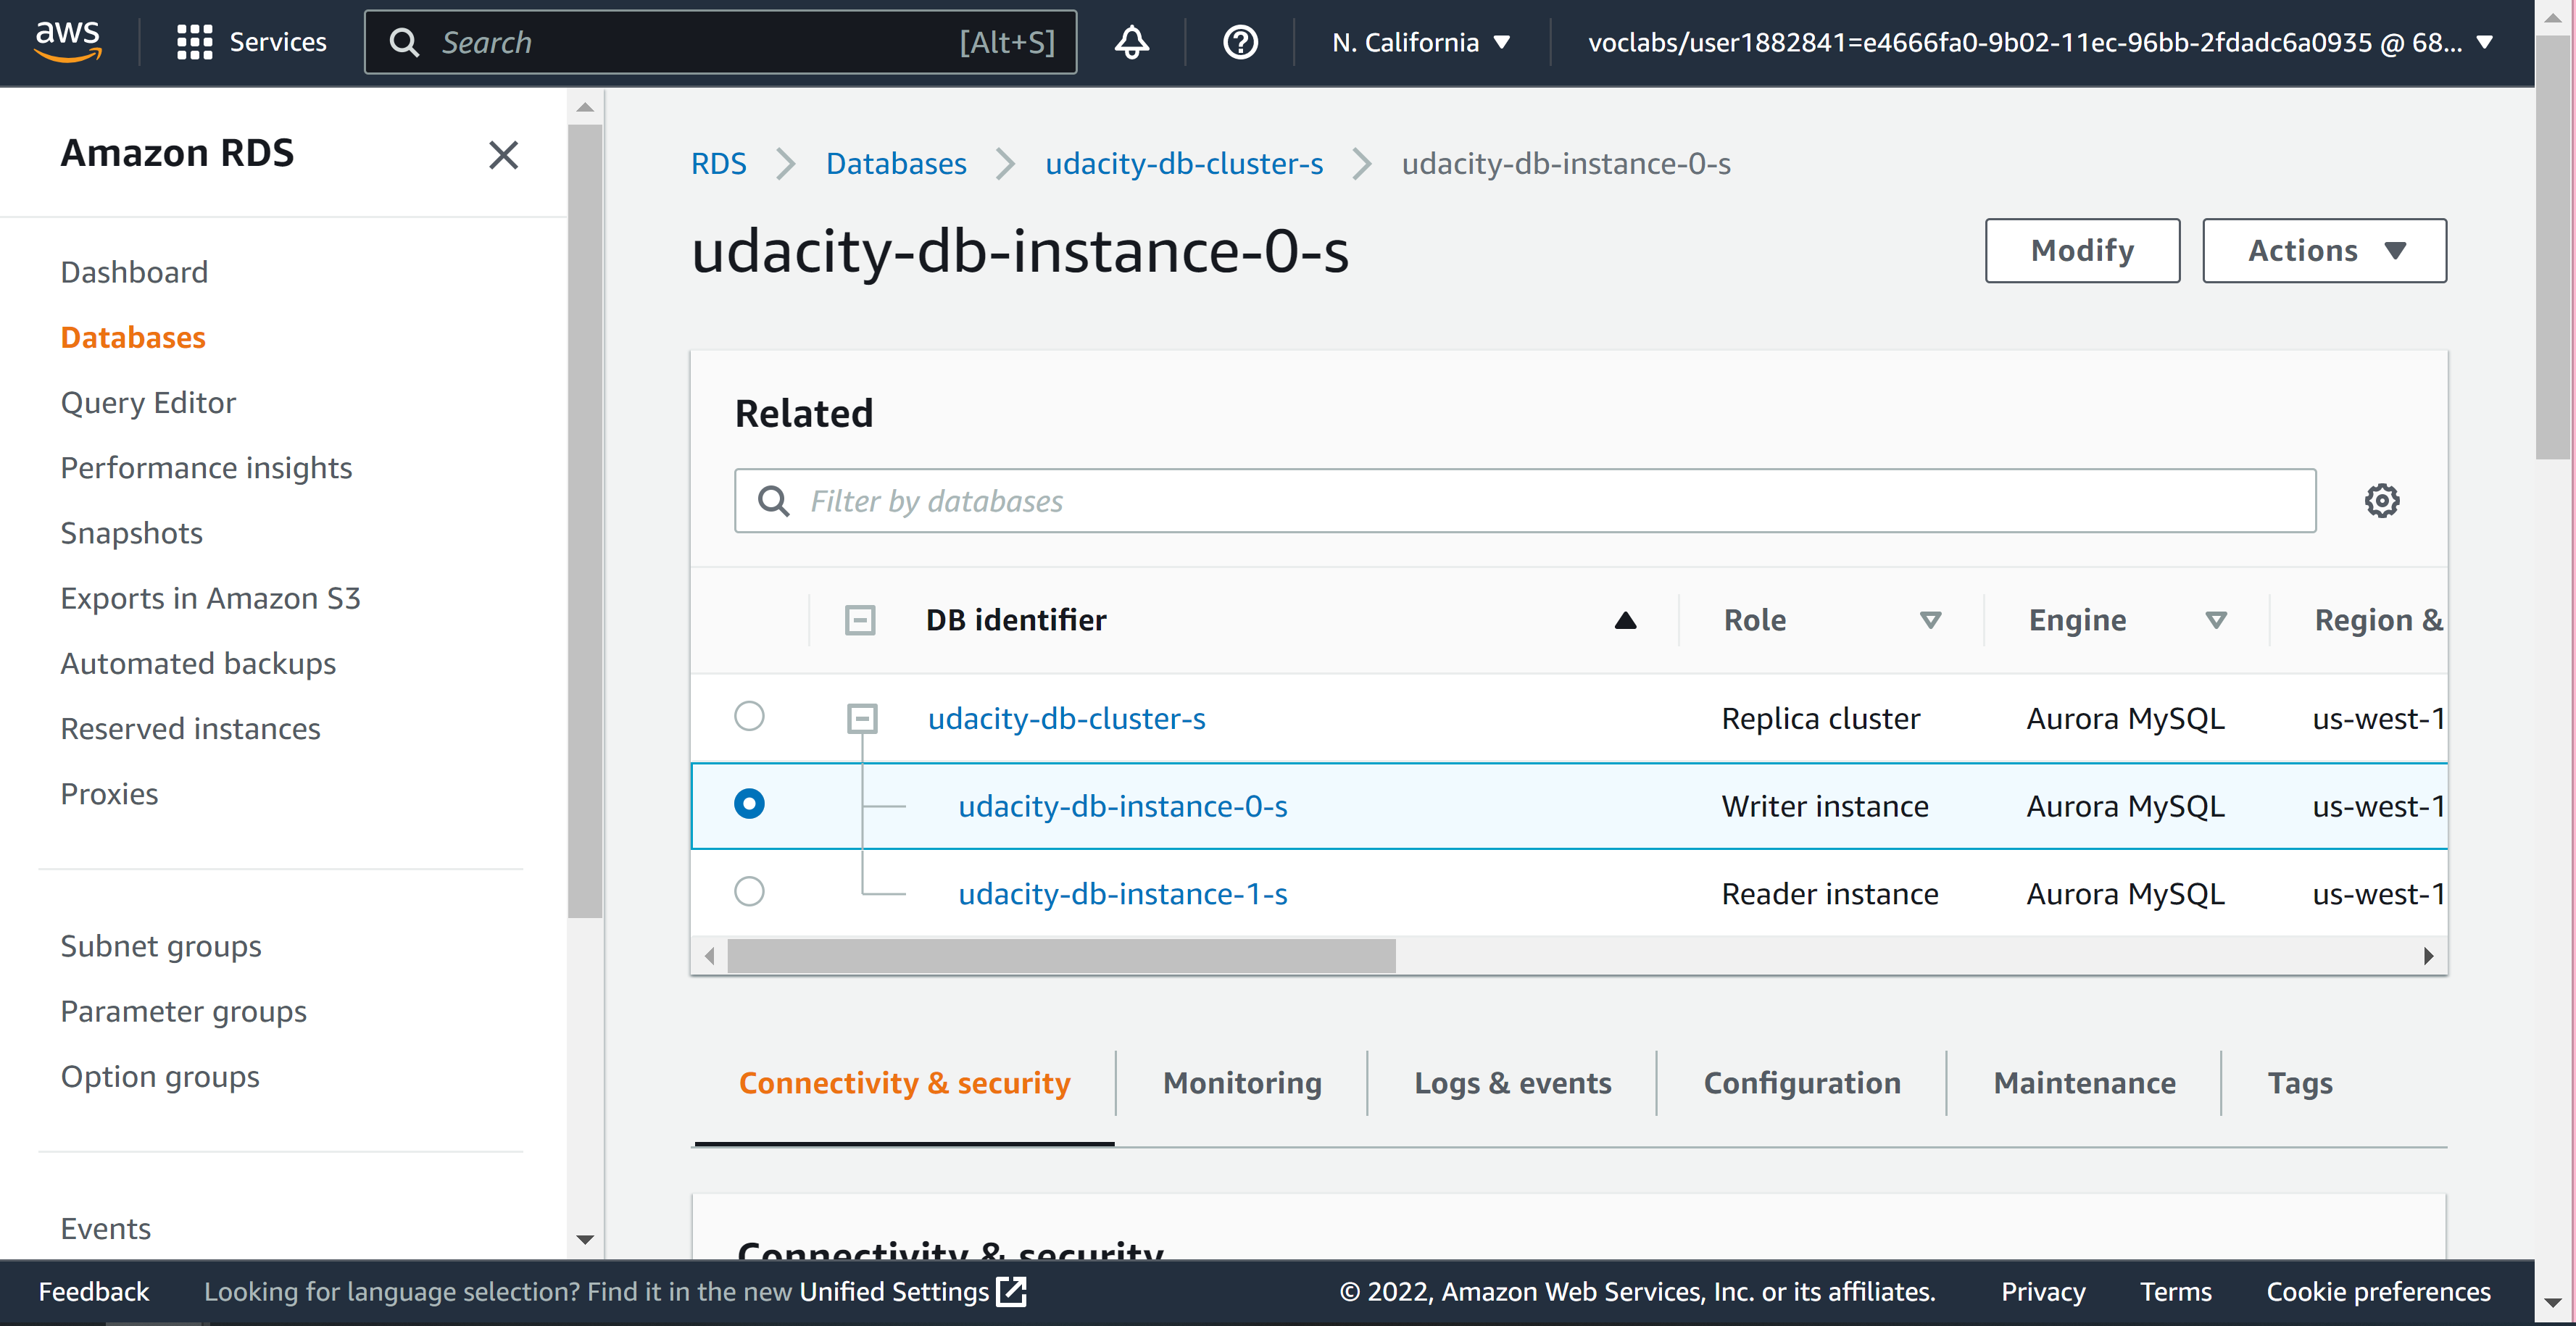 aws Services Search [Alt+S] N. California voclabs/user1882841=e4666fa0-9b02-11ec-96bb-2fdadc6a0935 @ 68...
Amazon RDS
Dashboard
Databases
Query Editor
Performance insights
Snapshots
Exports in Amazon S3
Automated backups
Reserved instances
Proxies
Subnet groups
Parameter groups
Option groups
Events
RDS Databases udacity-db-cluster-s udacity-db-instance-0-s
udacity-db-instance-0-s
Modify Actions
Related
Filter by databases
DB identifier Role Engine Region &
udacity-db-cluster-s Replica cluster Aurora MySQL us-west-1
udacity-db-instance-0-s Writer instance Aurora MySQL us-west-1
udacity-db-instance-1-s Reader instance Aurora MySQL us-west-1
Connectivity & security Monitoring Logs & events Configuration Maintenance Tags
Connectivity & security
Feedback Looking for language selection? Find it in the new Unified Settings © 2022, Amazon Web Services, Inc. or its affiliates. Privacy Terms Cookie preferences